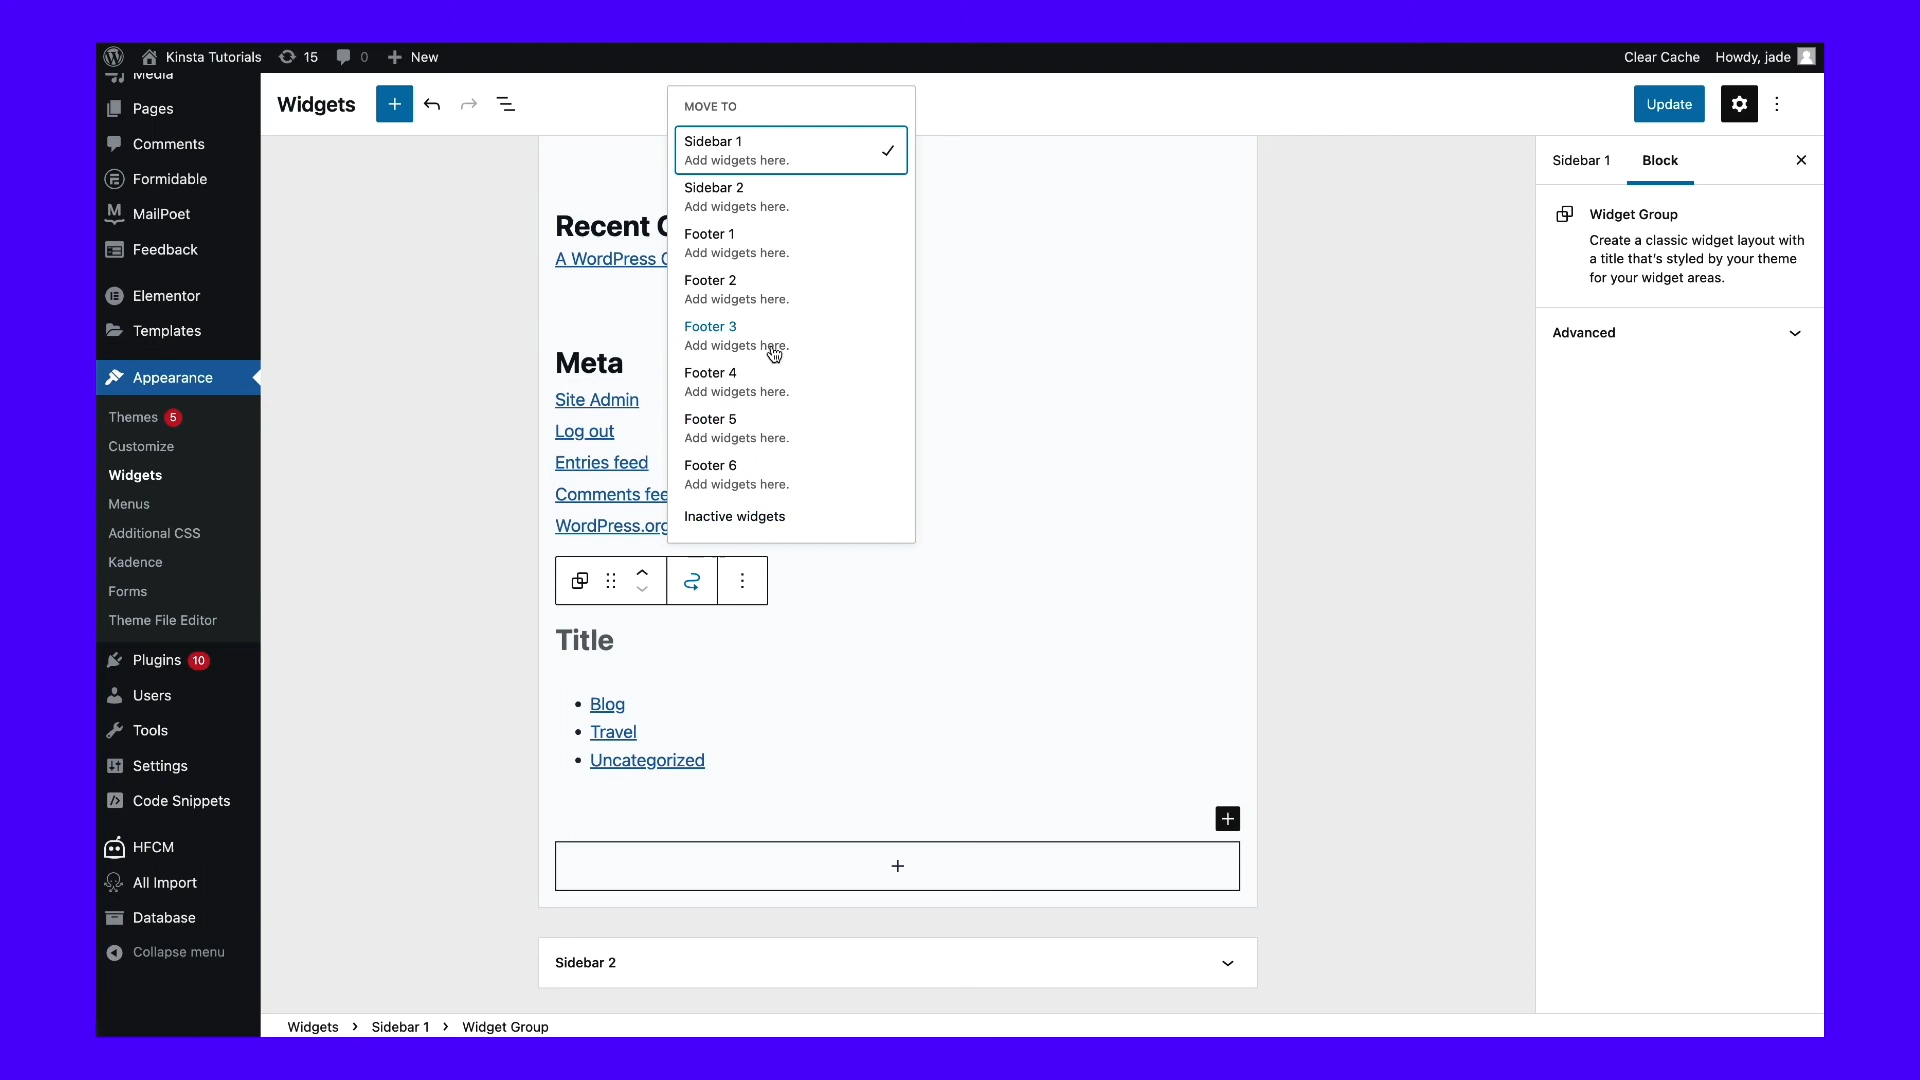 Kinsta Tutorials 15 0 New Clear Cache Howdy, jade
Media
Pages
Comments
Formidable
MailPoet
Feedback
Elementor
Templates
Appearance
Themes 5
Customize
Widgets
Menus
Additional CSS
Kadence
Forms
Theme File Editor
Plugins 10
Users
Tools
Settings
Code Snippets
HFCM
All Import
Database
Collapse menu
Widgets
Update
MOVE TO
Sidebar 1
Add widgets here.
Sidebar 2
Add widgets here.
Footer 1
Add widgets here.
Footer 2
Add widgets here.
Footer 3
Add widgets here.
Footer 4
Add widgets here.
Footer 5
Add widgets here.
Footer 6
Add widgets here.
Inactive widgets
Recent C
A WordPress C
Meta
Site Admin
Log out
Entries feed
Comments fee
WordPress.org
Title
Blog
Travel
Uncategorized
Sidebar 2
Sidebar 1 Block
Widget Group
Create a classic widget layout with
a title that's styled by your theme
for your widget areas.
Advanced
Widgets > Sidebar 1 > Widget Group